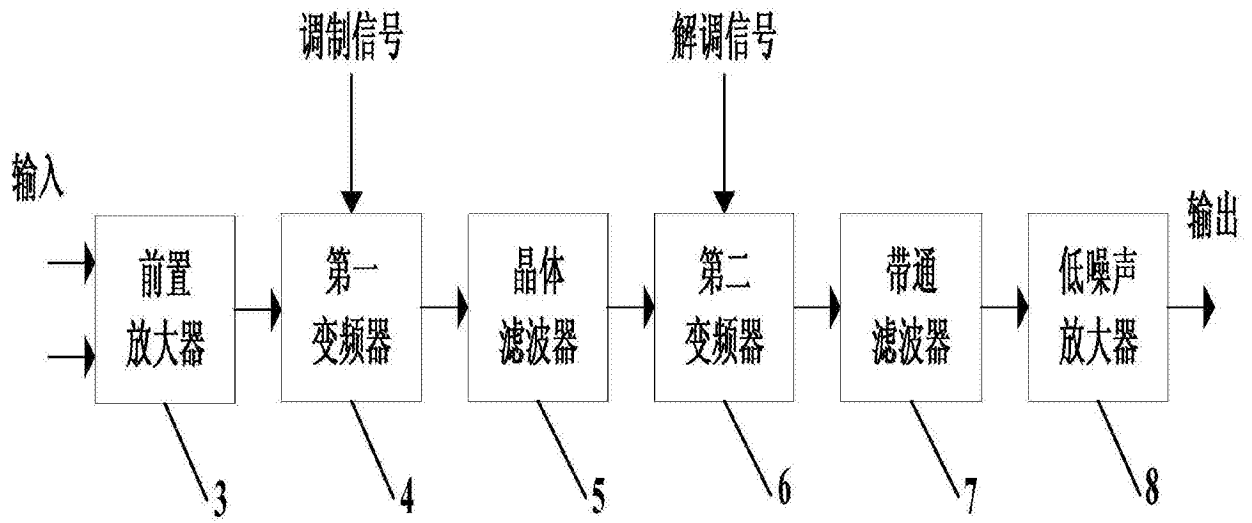 调制信号
解调信号
输入
输出
前置
放大器
第一
变频器
晶体
滤波器
第二
变频器
带通
滤波器
低噪声
放大器
3
4
5
6
7
8